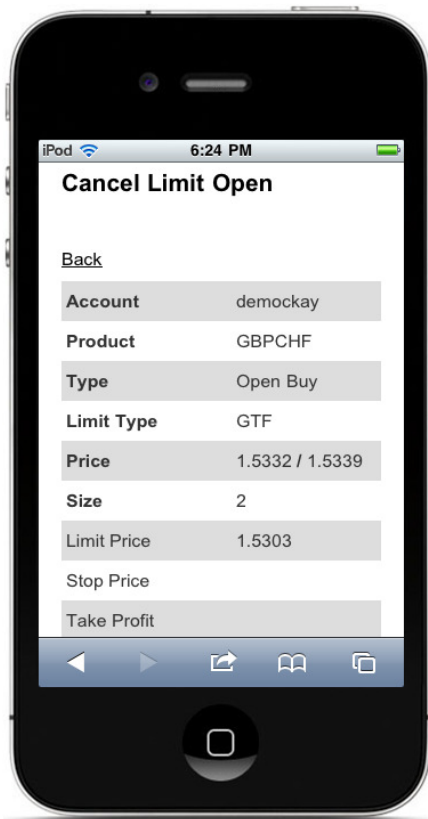 iPod 6:24 PM
Cancel Limit Open
Back
Account demockay
Product GBPCHF
Type Open Buy
Limit Type GTF
Price 1.5332 / 1.5339
Size 2
Limit Price 1.5303
Stop Price
Take Profit